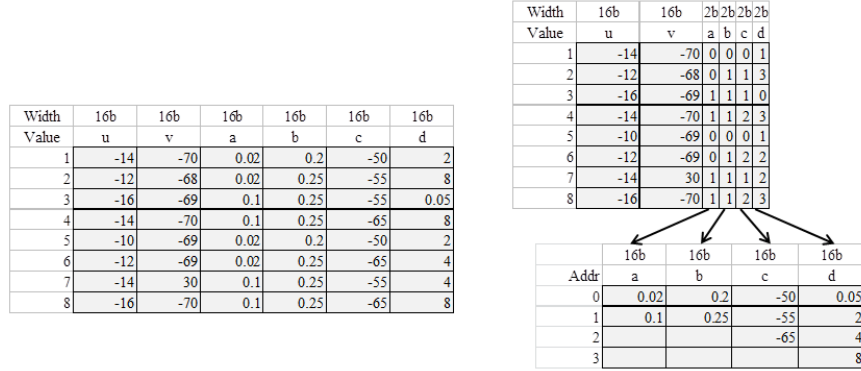 Width 16b 16b 16b 16b 16b 16b
Value u v a b c d
1 -14 -70 0.02 0.2 -50 2
2 -12 -68 0.02 0.25 -55 8
3 -16 -69 0.1 0.25 -55 0.05
4 -14 -70 0.1 0.25 -65 8
5 -10 -69 0.02 0.2 -50 2
6 -12 -69 0.02 0.25 -65 4
7 -14 30 0.1 0.25 -55 4
8 -16 -70 0.1 0.25 -65 8
Width 16b 16b 2b 2b 2b 2b
Value u v a b c d
1 -14 -70 0 0 0 1
2 -12 -68 0 1 1 3
3 -16 -69 1 1 1 0
4 -14 -70 1 1 2 3
5 -10 -69 0 0 0 1
6 -12 -69 0 1 2 2
7 -14 30 1 1 1 2
8 -16 -70 1 1 2 3
16b 16b 16b 16b
Addr a b c d
0 0.02 0.2 -50 0.05
1 0.1 0.25 -55 2
2 -65 4
3 8